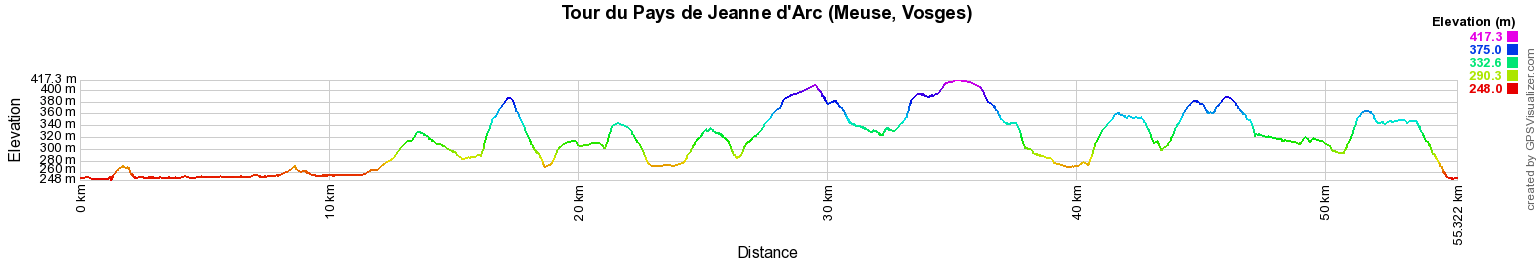 Tour du Pays de Jeanne d'Arc (Meuse, Vosges)
Elevation (m)
417.3
375.0
332.6
290.3
248.0
417.3 m
400 m
380 m
360 m
340 m
320 m
300 m
280 m
260 m
248 m
Elevation
0 km
10 km
20 km
30 km
40 km
50 km
55.322 km
Distance
created by GPSVisualizer.com